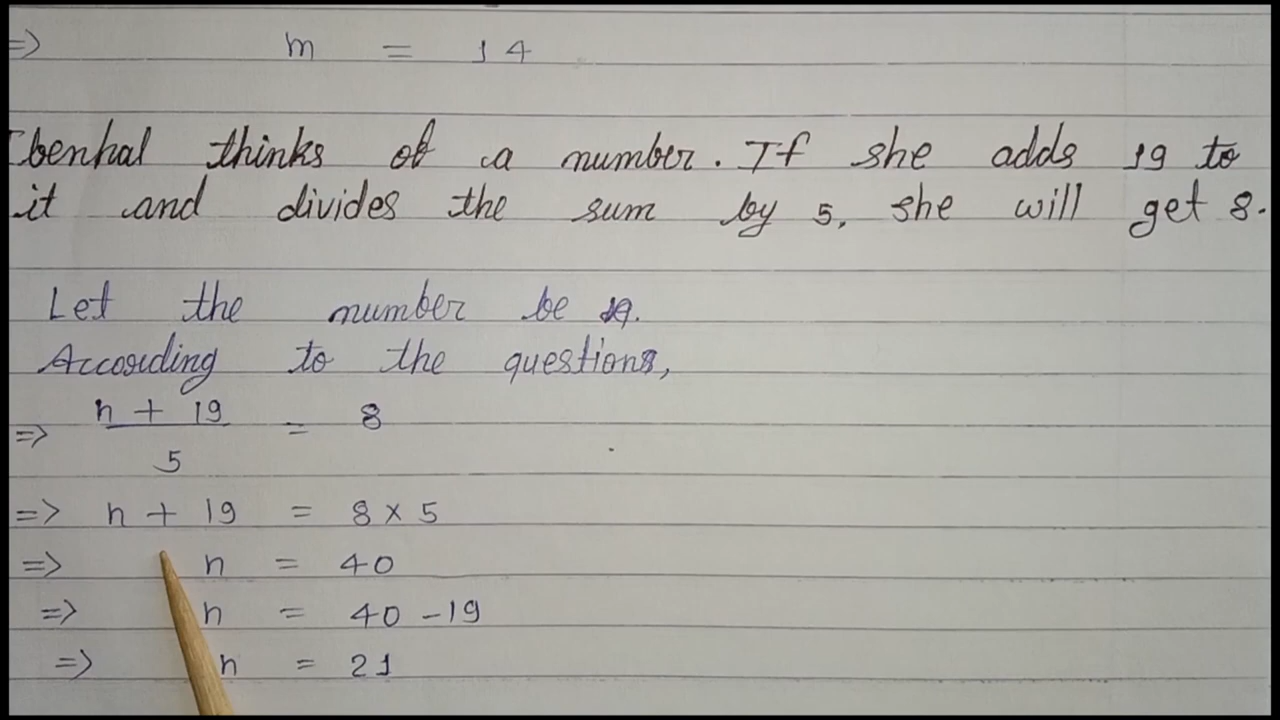 => m = 14
Ibenhal thinks of a number. If she adds 19 to
it and divides the sum by 5, she will get 8.
Let the number be n.
According to the questions,
=> n + 19 / 5 = 8
=> n + 19 = 8 × 5
=> n = 40
=> n = 40 - 19
=> n = 21